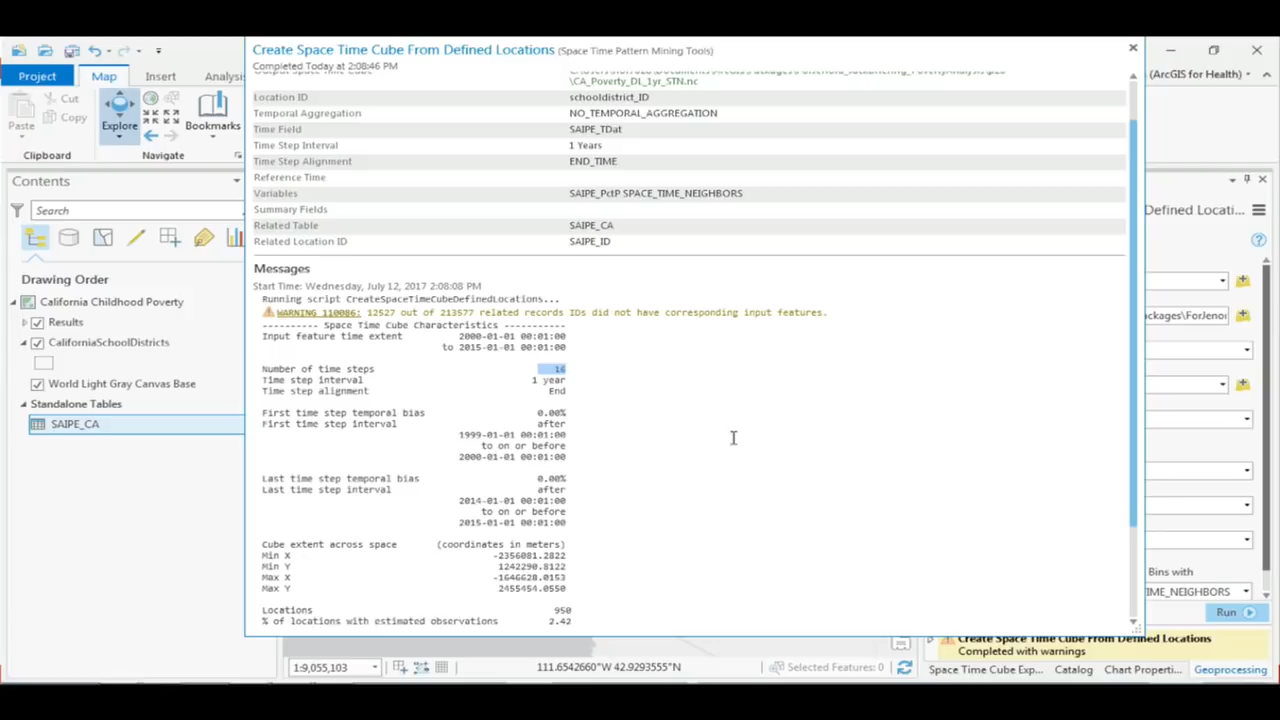 Create Space Time Cube From Defined Locations (Space Time Pattern Mining Tools)
Completed Today at 2:08:46 PM
\CA_Poverty_DL_1yr_STN.nc
Location ID schooldistrict_ID
Temporal Aggregation NO_TEMPORAL_AGGREGATION
Time Field SAIPE_TDat
Time Step Interval 1 Years
Time Step Alignment END_TIME
Reference Time
Variables SAIPE_PctP SPACE_TIME_NEIGHBORS
Summary Fields
Related Table SAIPE_CA
Related Location ID SAIPE_ID
Messages
Start Time: Wednesday, July 12, 2017 2:08:08 PM
Running script CreateSpaceTimeCubeDefinedLocations...
WARNING 110086: 12527 out of 213577 related records IDs did not have corresponding input features.
---------- Space Time Cube Characteristics -----------
Input feature time extent 2000-01-01 00:01:00
to 2015-01-01 00:01:00
Number of time steps 16
Time step interval 1 year
Time step alignment End
First time step temporal bias 0.00%
First time step interval after
1999-01-01 00:01:00
to on or before
2000-01-01 00:01:00
Last time step temporal bias 0.00%
Last time step interval after
2014-01-01 00:01:00
to on or before
2015-01-01 00:01:00
Cube extent across space (coordinates in meters)
Min X -2356081.2822
Min Y 1242290.8122
Max X -1646628.0153
Max Y 2455454.0550
Locations 950
% of locations with estimated observations 2.42
Project Map Insert Analysis
(ArcGIS for Health)
Cut
Copy
Paste
Explore
Bookmarks
Clipboard Navigate
Contents
Search
Drawing Order
California Childhood Poverty
Results
CaliforniaSchoolDistricts
World Light Gray Canvas Base
Standalone Tables
SAIPE_CA
Defined Locati...
ckages\ForJenor
Bins with
IME_NEIGHBORS
Run
Create Space Time Cube From Defined Locations
Completed with warnings
1:9,055,103
111.6542660°W 42.9293555°N
Selected Features: 0
Space Time Cube Exp... Catalog Chart Properti... Geoprocessing